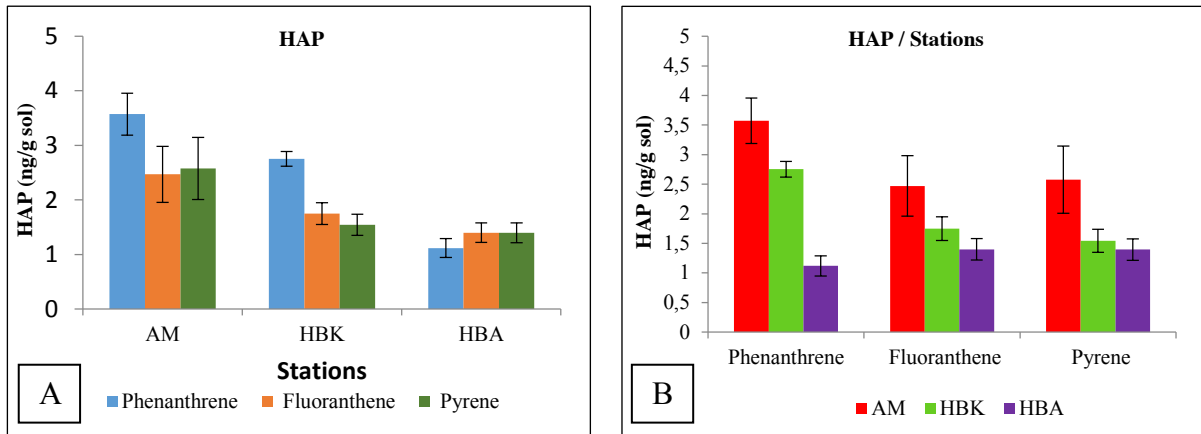 HAP
HAP (ng/g sol)
5
4
3
2
1
0
AM HBK HBA
Stations
Phenanthrene Fluoranthene Pyrene
A
HAP / Stations
HAP (ng/g sol)
5
4,5
4
3,5
3
2,5
2
1,5
1
0,5
0
Phenanthrene Fluoranthene Pyrene
AM HBK HBA
B